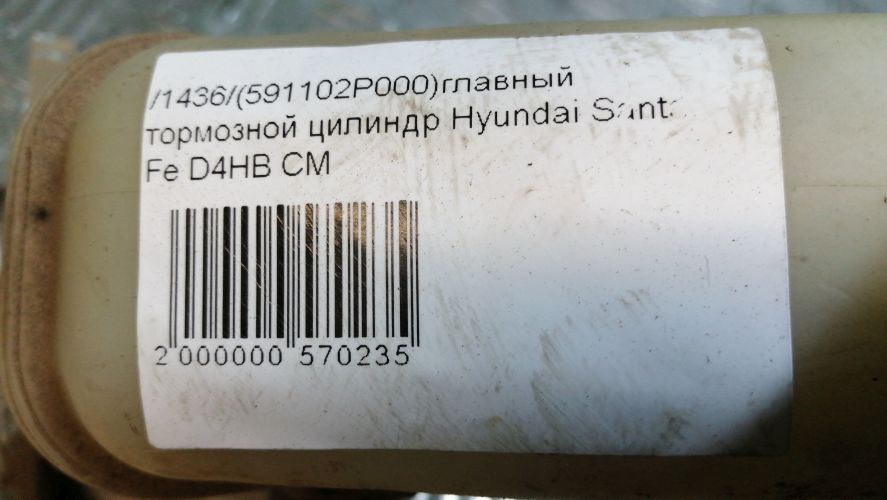 /1436/(591102P000)главный
тормозной цилиндр Hyundai Santa
Fe D4HB CM
2 000000 570235